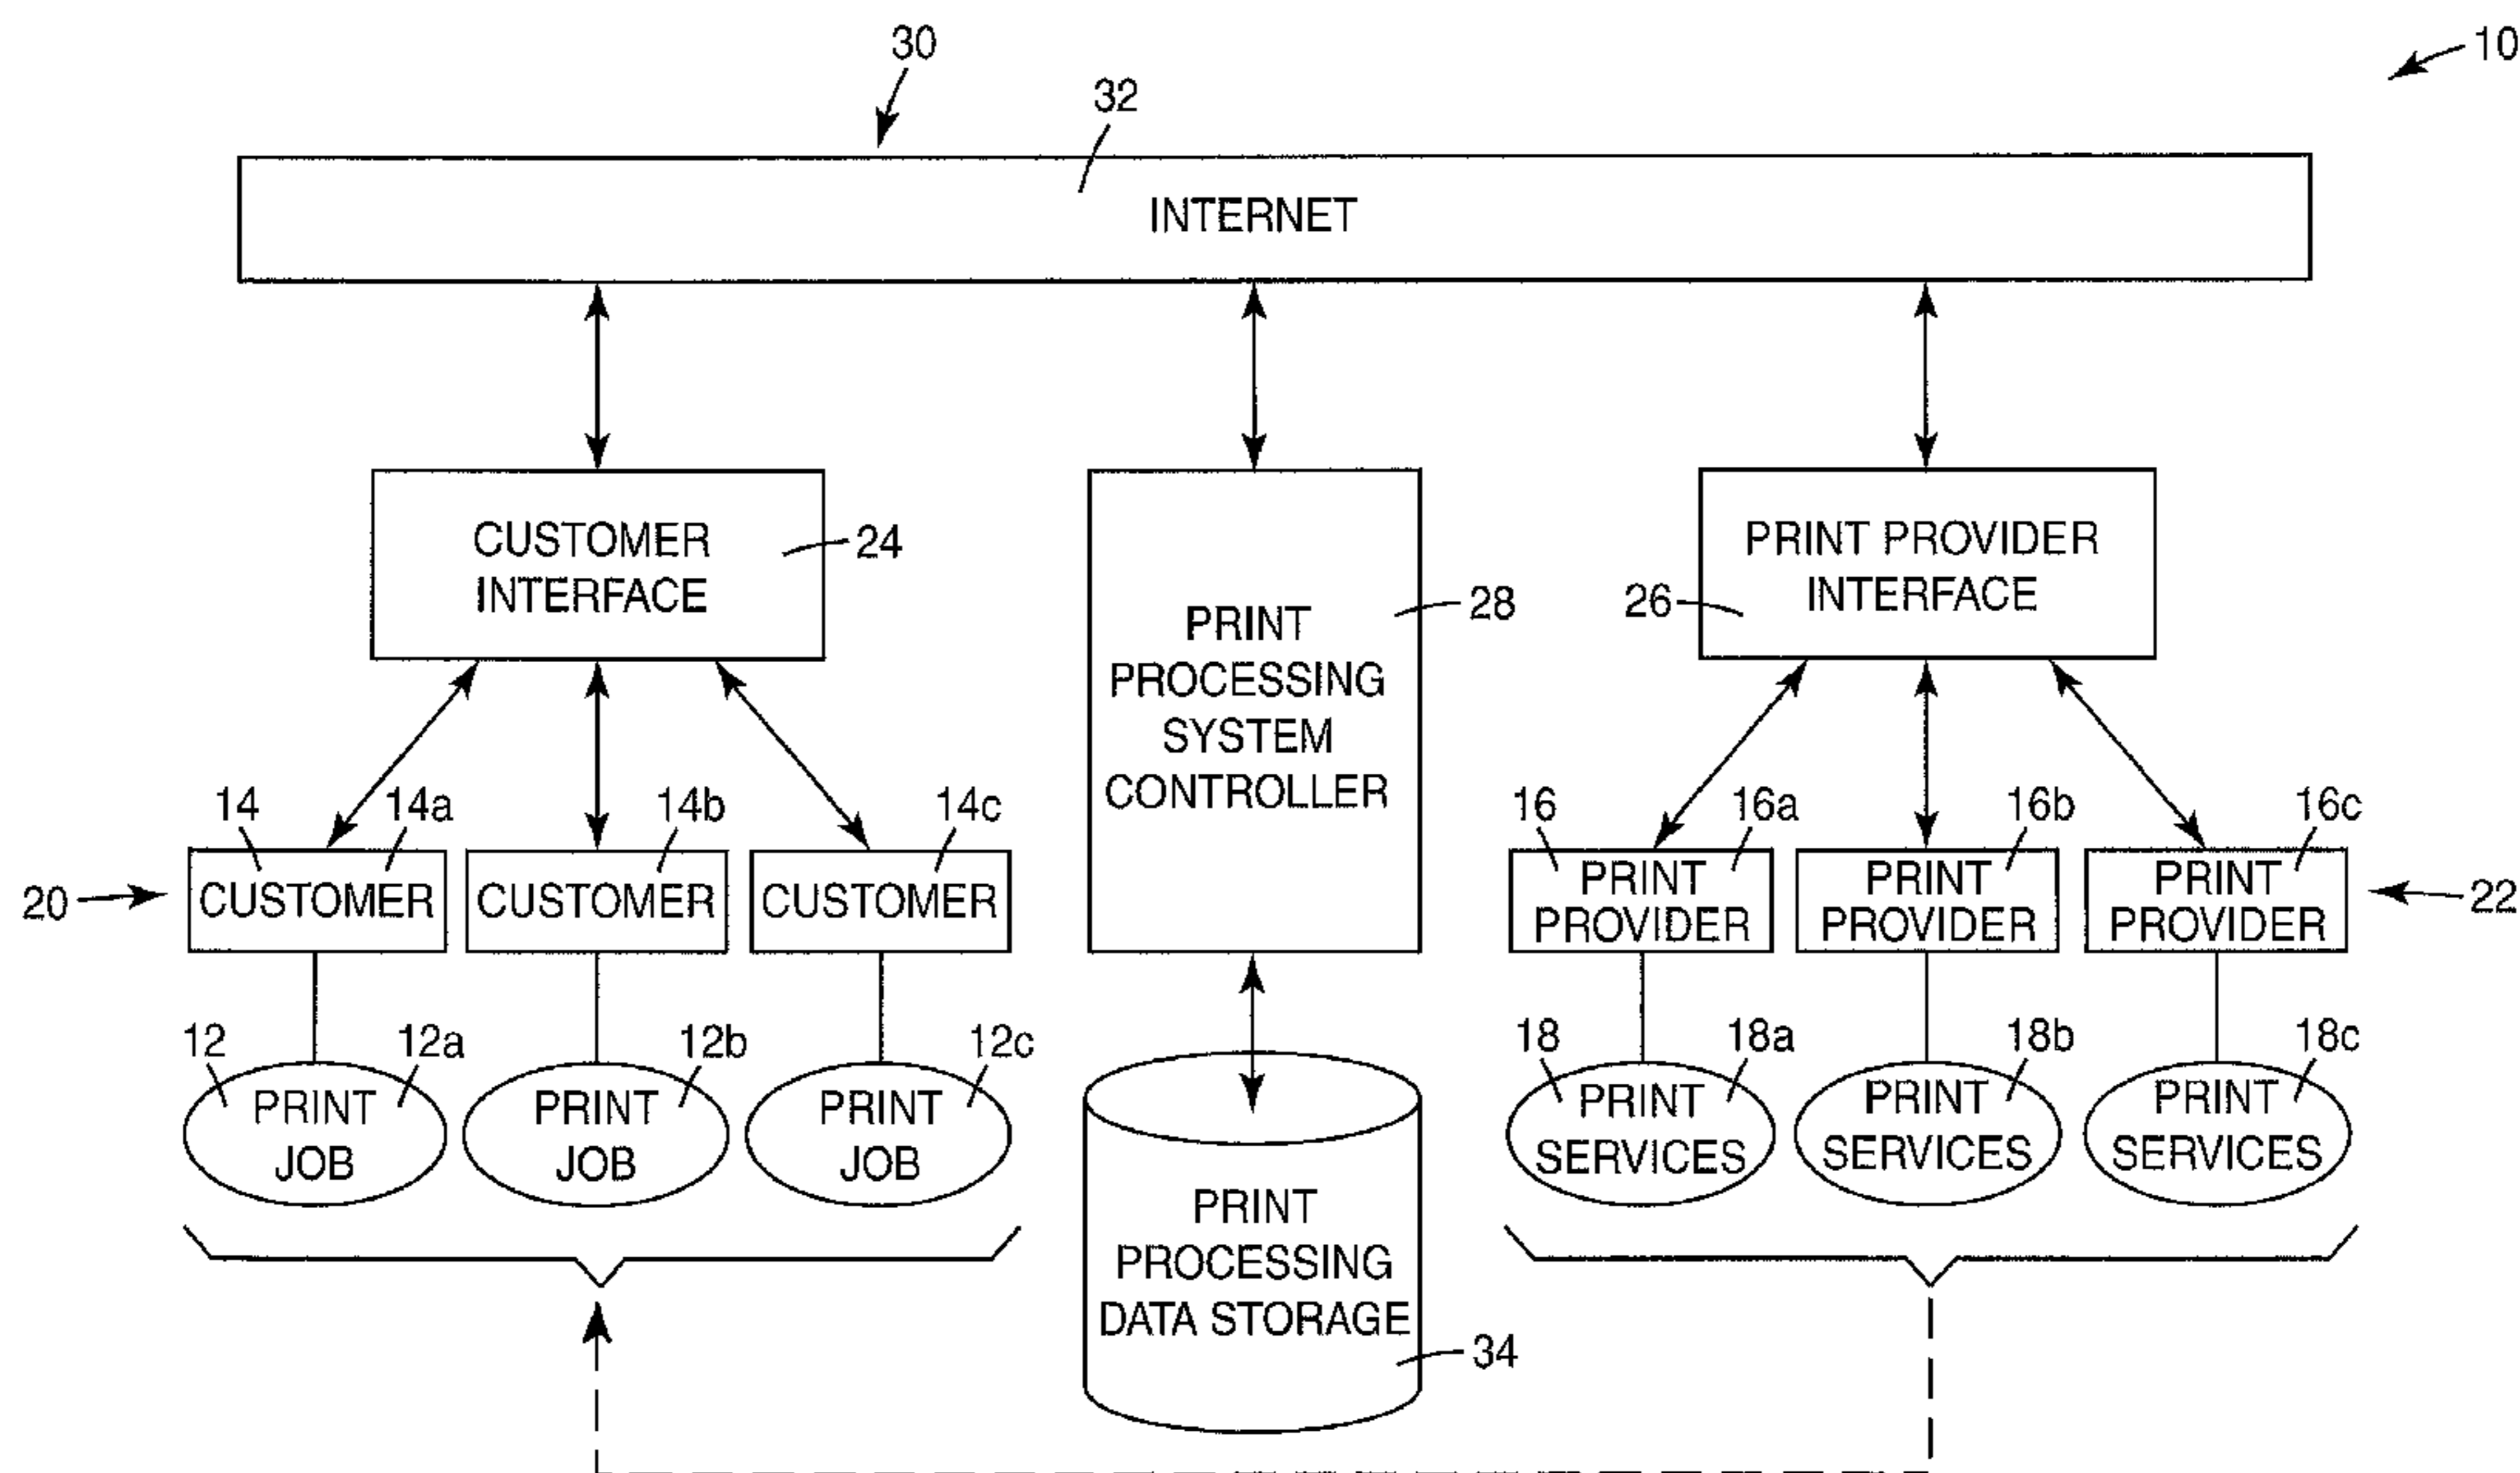 30
10
32
INTERNET
CUSTOMER
INTERFACE
24
PRINT
PROCESSING
SYSTEM
CONTROLLER
28
PRINT PROVIDER
INTERFACE
26
14
14a
14b
14c
16
16a
16b
16c
20
CUSTOMER
CUSTOMER
CUSTOMER
PRINT
PROVIDER
PRINT
PROVIDER
PRINT
PROVIDER
22
12
12a
12b
12c
18
18a
18b
18c
PRINT
JOB
PRINT
JOB
PRINT
JOB
PRINT
SERVICES
PRINT
SERVICES
PRINT
SERVICES
PRINT
PROCESSING
DATA STORAGE
34